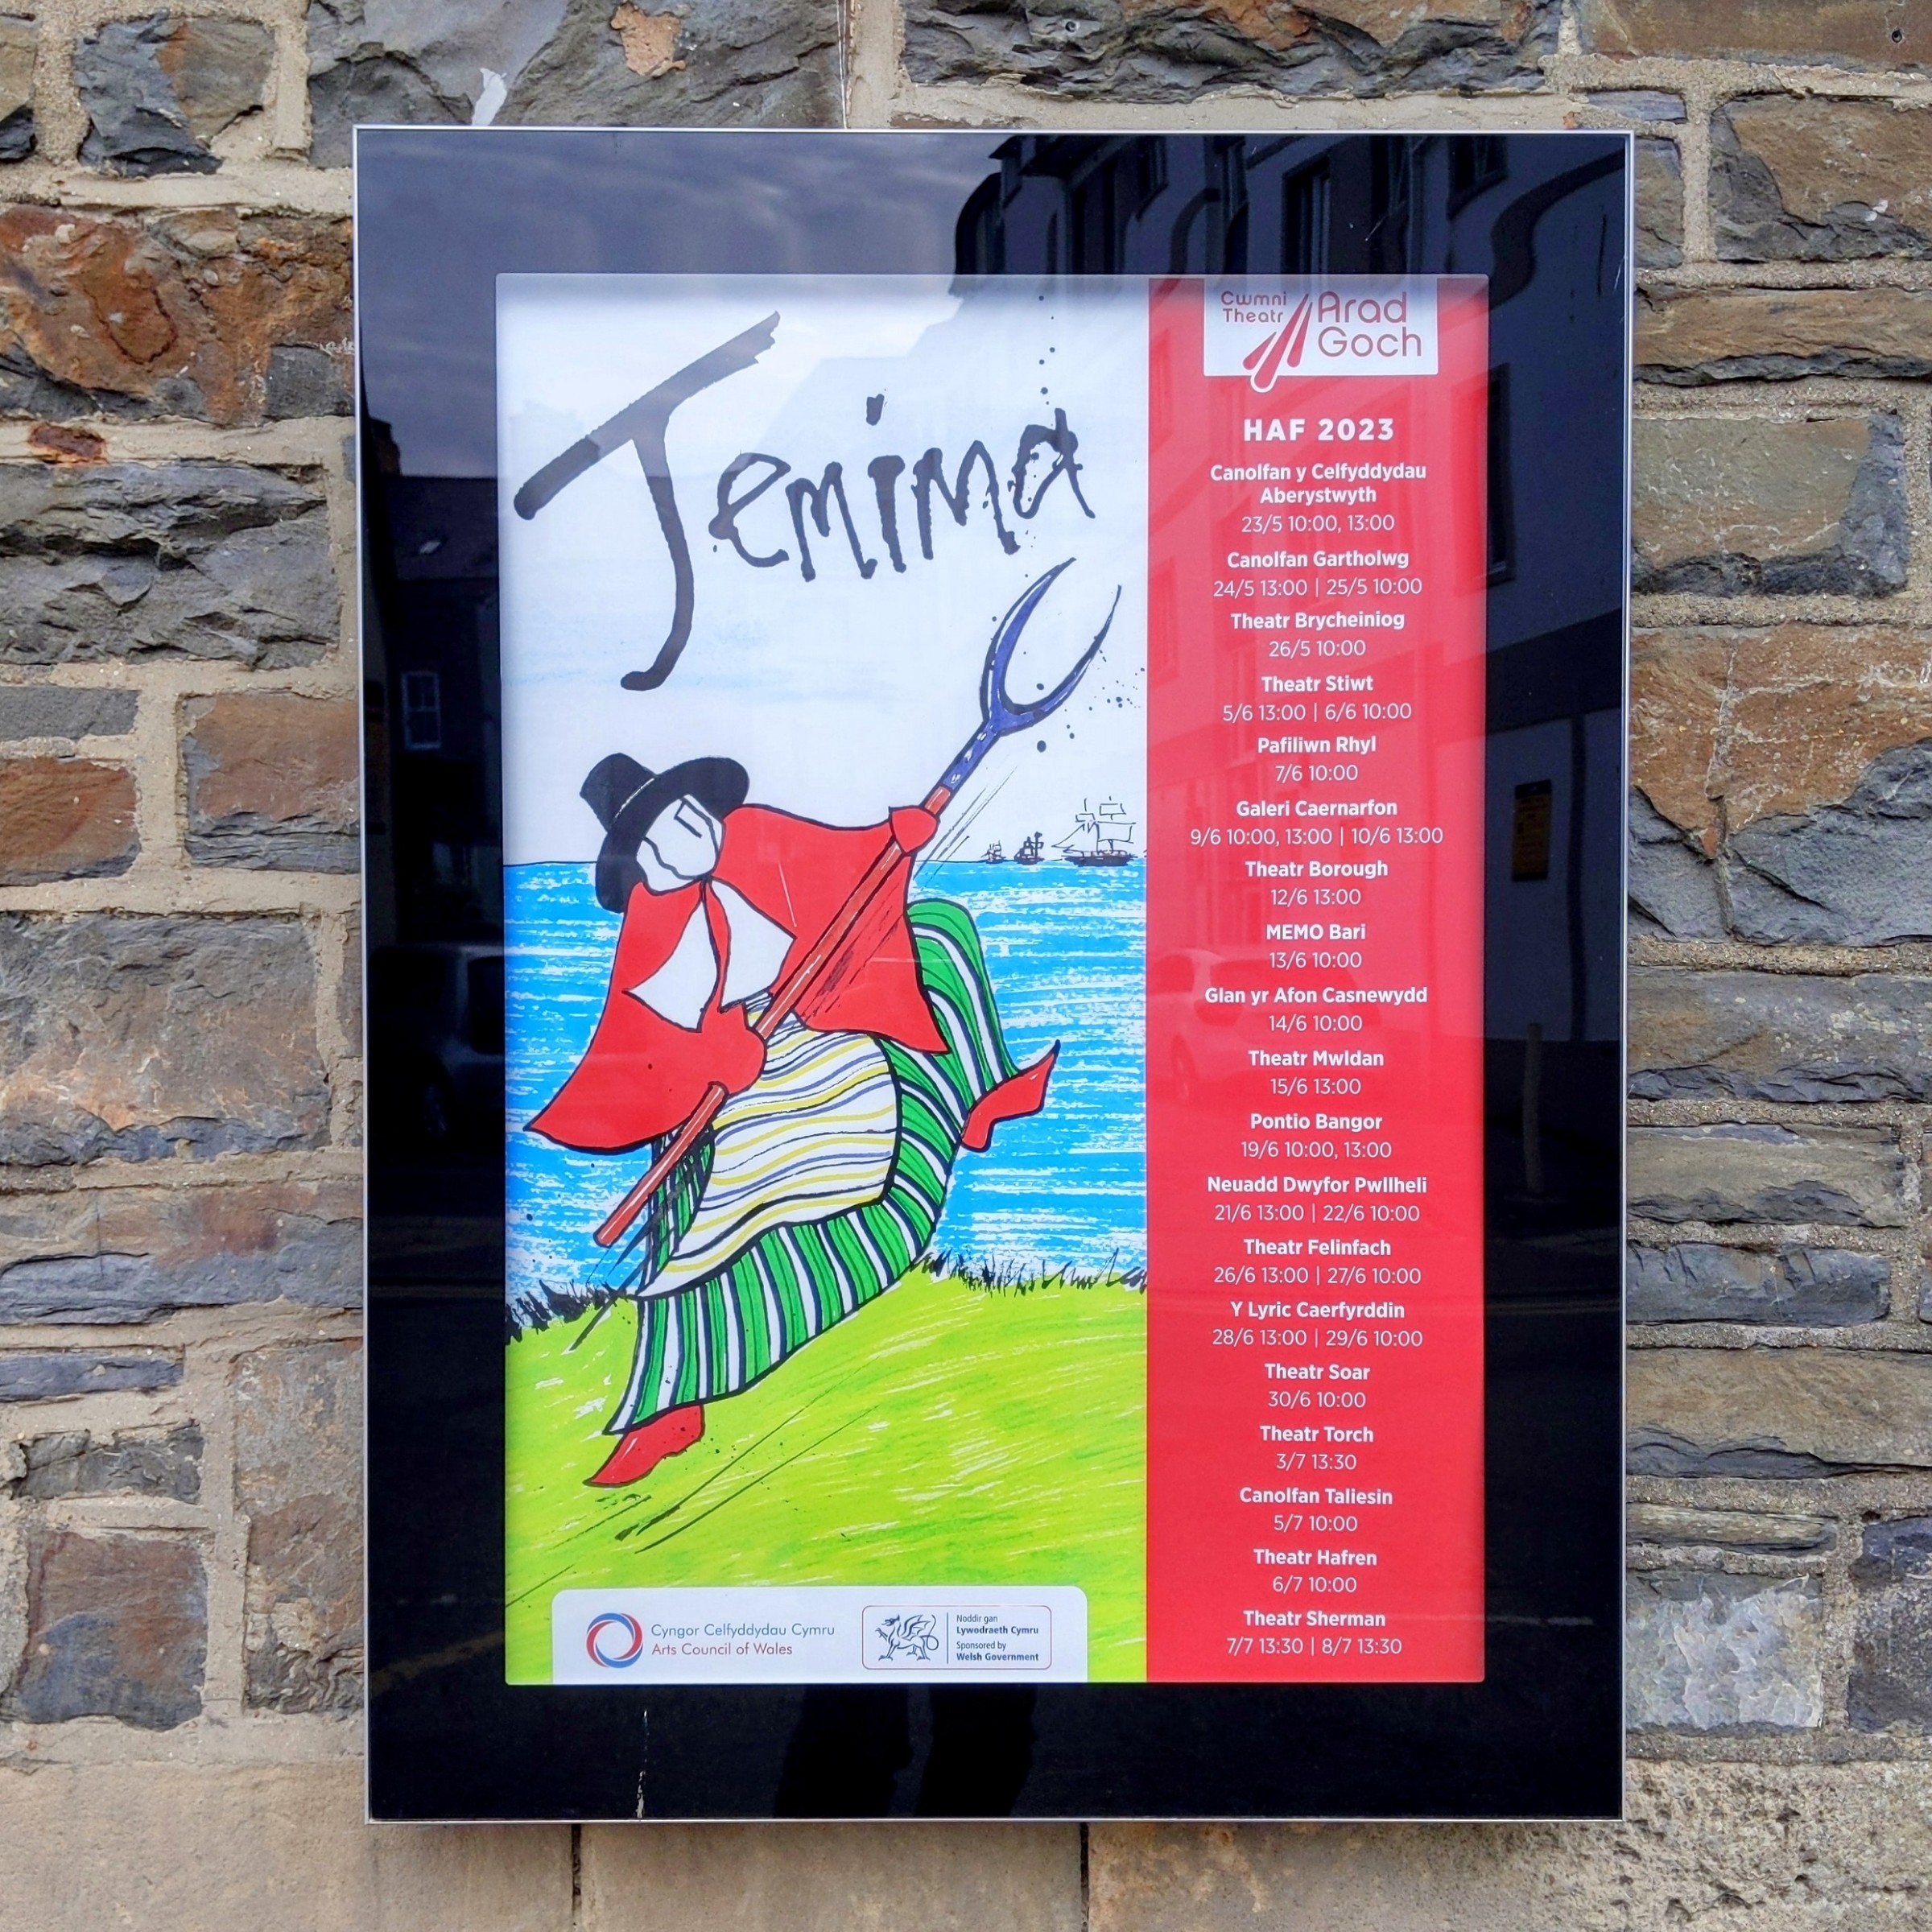 Jemima
Cwmni
Theatr
Arad
Goch
HAF 2023
Canolfan y Celfyddydau
Aberystwyth
23/5 10:00, 13:00
Canolfan Gartholwg
24/5 13:00 | 25/5 10:00
Theatr Brycheiniog
26/5 10:00
Theatr Stiwt
5/6 13:00 | 6/6 10:00
Pafiliwn Rhyl
7/6 10:00
Galeri Caernarfon
9/6 10:00, 13:00 | 10/6 13:00
Theatr Borough
12/6 13:00
MEMO Bari
13/6 10:00
Glan yr Afon Casnewydd
14/6 10:00
Theatr Mwldan
15/6 13:00
Pontio Bangor
19/6 10:00, 13:00
Neuadd Dwyfor Pwllheli
21/6 13:00 | 22/6 10:00
Theatr Felinfach
26/6 13:00 | 27/6 10:00
Y Lyric Caerfyrddin
28/6 13:00 | 29/6 10:00
Theatr Soar
30/6 10:00
Theatr Torch
3/7 13:30
Canolfan Taliesin
5/7 10:00
Theatr Hafren
6/7 10:00
Theatr Sherman
7/7 13:30 | 8/7 13:30
Cyngor Celfyddydau Cymru
Arts Council of Wales
Noddir gan
Lywodraeth Cymru
Sponsored by
Welsh Government